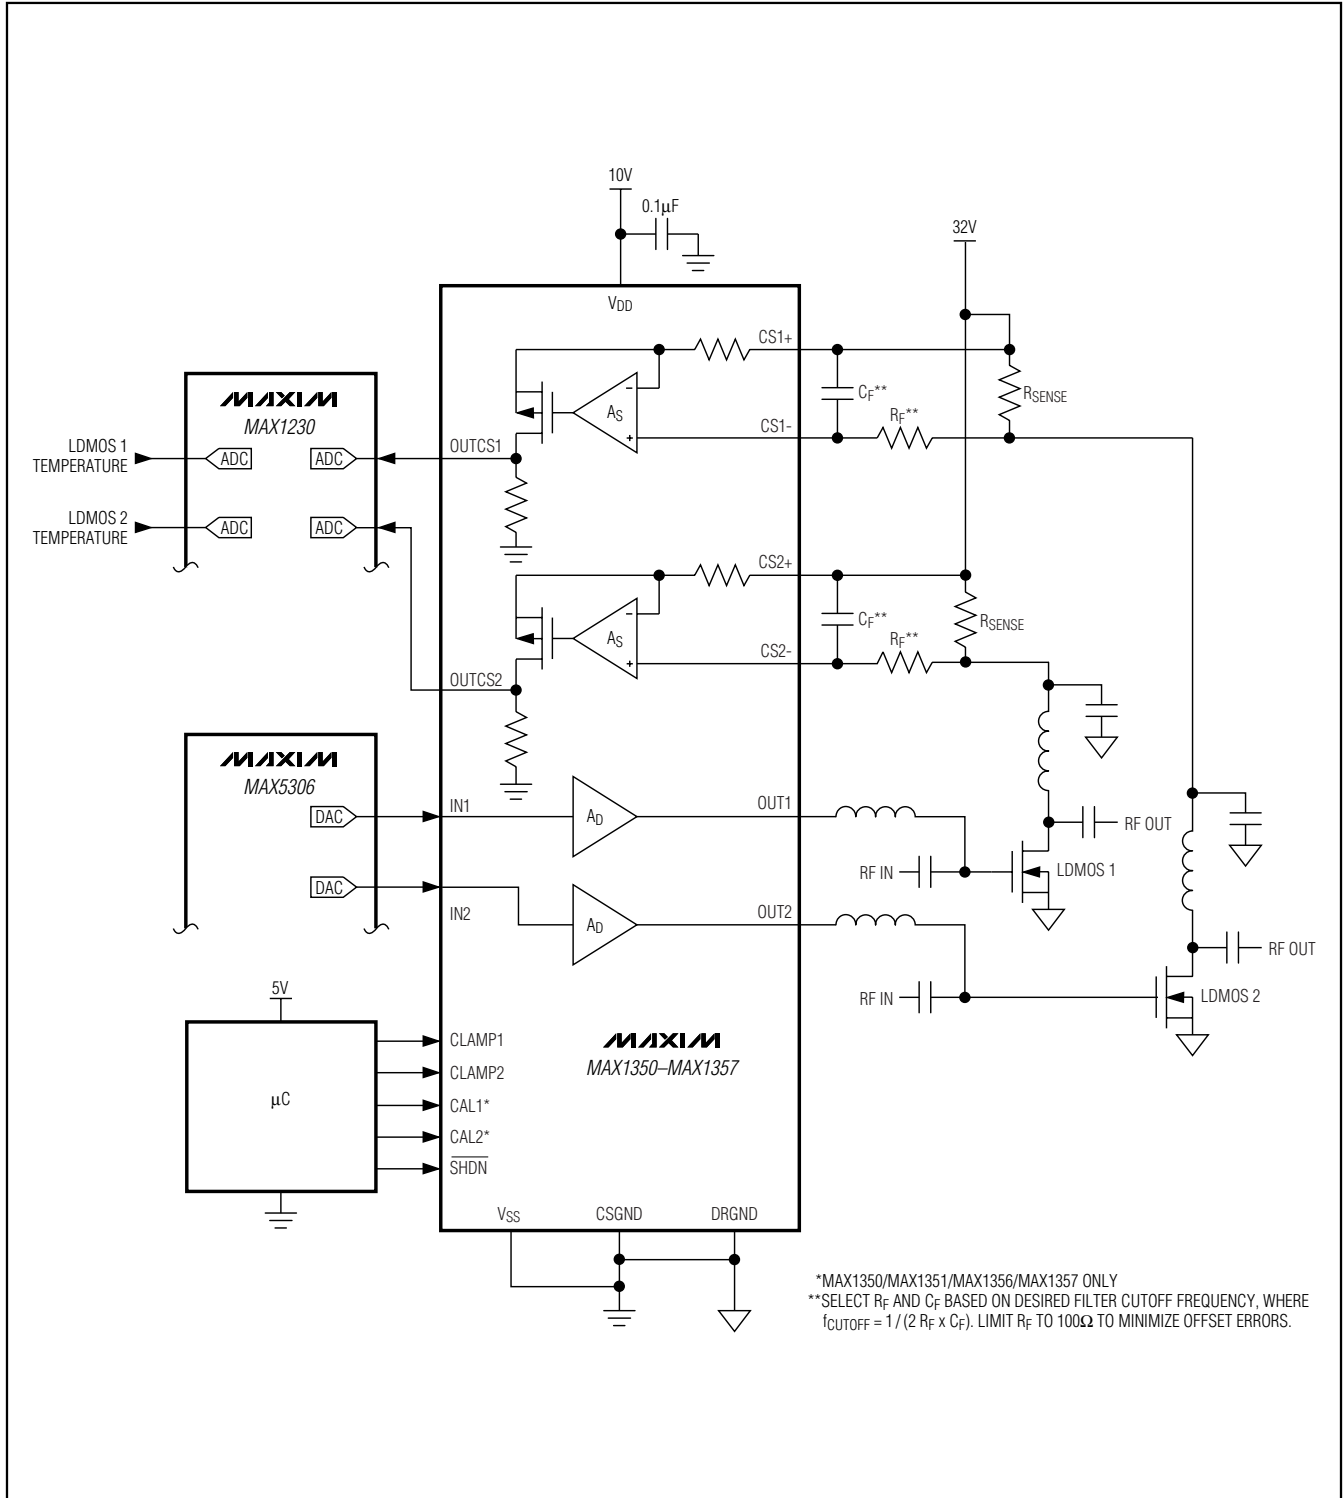 10V
0.1µF
32V
VDD
CS1+
MAXIM
MAX1230
AS
CF**
RSENSE
RF**
CS1-
LDMOS 1
TEMPERATURE
ADC
ADC
OUTCS1
LDMOS 2
TEMPERATURE
ADC
ADC
CS2+
AS
CF**
RSENSE
RF**
CS2-
OUTCS2
MAXIM
MAX5306
DAC
IN1
AD
OUT1
RF OUT
RF IN
LDMOS 1
DAC
IN2
AD
OUT2
RF OUT
RF IN
LDMOS 2
5V
µC
CLAMP1
CLAMP2
CAL1*
CAL2*
SHDN
MAXIM
MAX1350–MAX1357
VSS
CSGND
DRGND
*MAX1350/MAX1351/MAX1356/MAX1357 ONLY
**SELECT RF AND CF BASED ON DESIRED FILTER CUTOFF FREQUENCY, WHERE
fCUTOFF = 1 / (2 RF x CF). LIMIT RF TO 100Ω TO MINIMIZE OFFSET ERRORS.